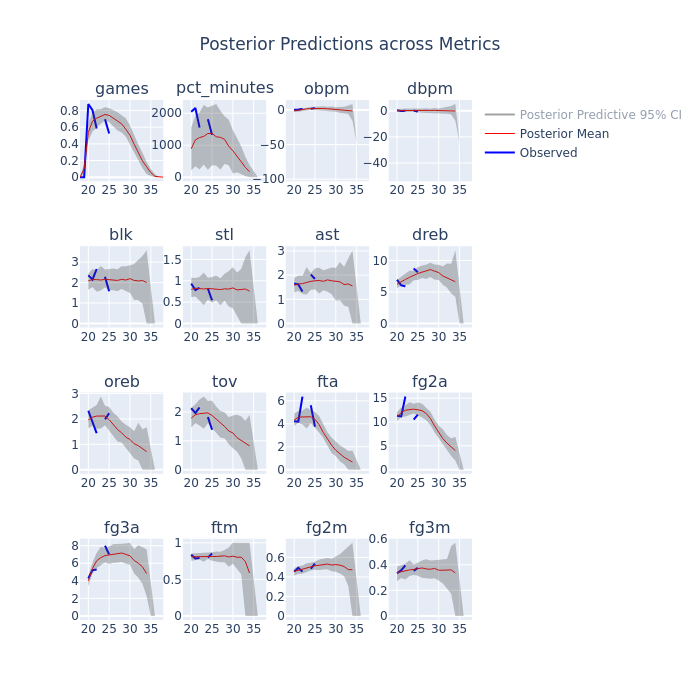 Posterior Predictions across Metrics
games pct_minutes obpm dbpm
0.8 0.6 0.4 0.2 0
2000 1000 0
0 −50 −100
0 −20 −40
20 25 30 35 20 25 30 35 20 25 30 35 20 25 30 35
Posterior Predictive 95% CI
Posterior Mean
Observed
blk stl ast dreb
3 2 1 0
1.5 1 0.5 0
3 2 1 0
10 5 0
20 25 30 35 20 25 30 35 20 25 30 35 20 25 30 35
oreb tov fta fg2a
3 2 1 0
2 1 0
6 4 2 0
15 10 5 0
20 25 30 35 20 25 30 35 20 25 30 35 20 25 30 35
fg3a ftm fg2m fg3m
8 6 4 2 0
1 0.5 0
0.6 0.4 0.2 0
0.6 0.4 0.2 0
20 25 30 35 20 25 30 35 20 25 30 35 20 25 30 35